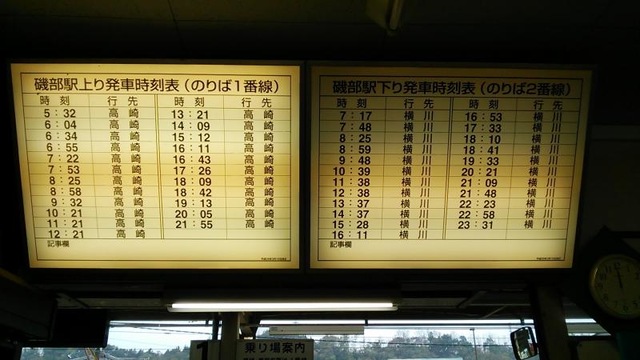 磯部駅上り発車時刻表（のりば1番線）
時 刻 行 先 時 刻 行 先
5：32 高崎 13：21 高崎
6：04 高崎 14：09 高崎
6：34 高崎 15：12 高崎
6：55 高崎 16：11 高崎
7：22 高崎 16：43 高崎
7：53 高崎 17：26 高崎
8：25 高崎 18：09 高崎
8：58 高崎 18：42 高崎
9：32 高崎 19：13 高崎
10：21 高崎 20：05 高崎
11：21 高崎 21：55 高崎
12：21 高崎
記事欄
磯部駅下り発車時刻表（のりば2番線）
時 刻 行 先 時 刻 行 先
7：17 横川 16：53 横川
7：48 横川 17：33 横川
8：25 横川 18：10 横川
8：59 横川 18：41 横川
9：48 横川 19：33 横川
10：39 横川 20：21 横川
11：38 横川 21：09 横川
12：38 横川 21：48 横川
13：37 横川 22：23 横川
14：37 横川 22：58 横川
15：28 横川 23：31 横川
16：11 横川
記事欄
1 乗り場案内